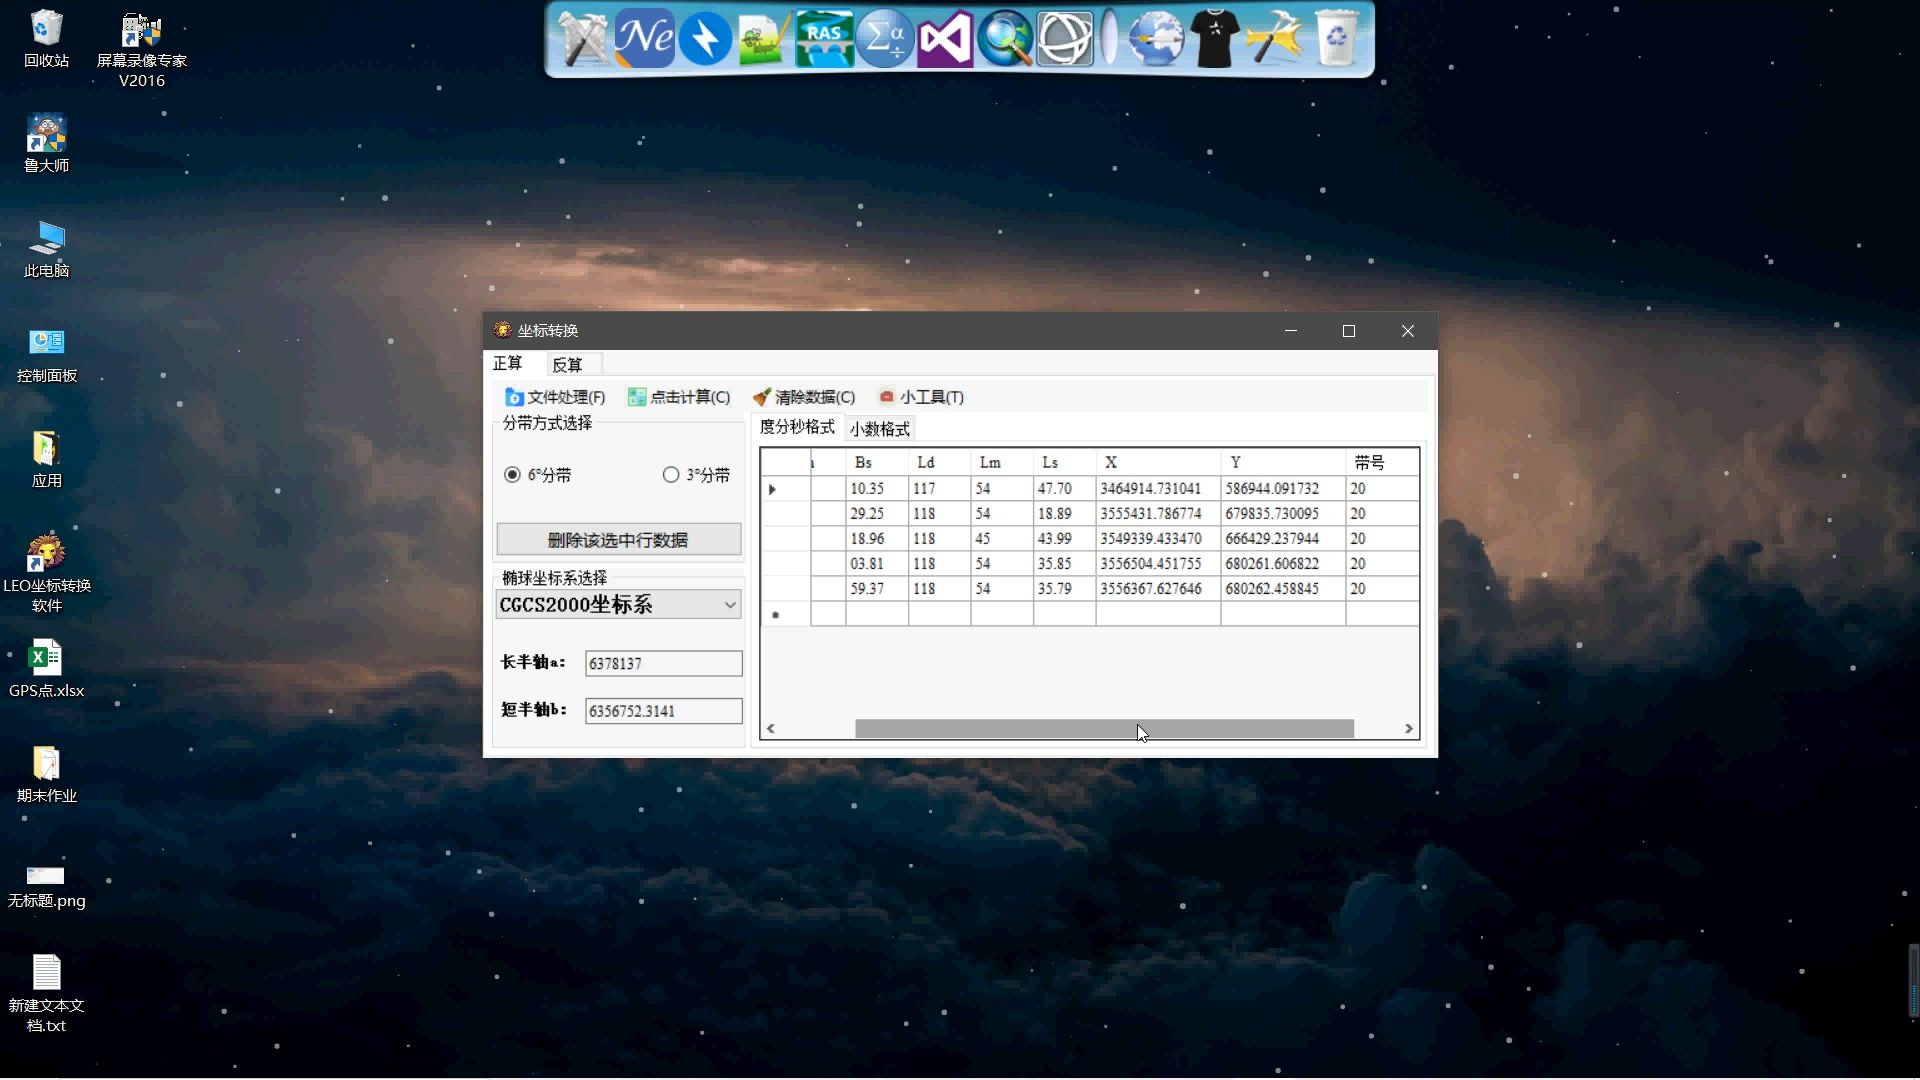 回收站
屏幕录像专家
V2016
鲁大师
此电脑
控制面板
应用
LEO坐标转换
软件
GPS点.xlsx
期末作业
无标题.png
新建文本文
档.txt
Ne
RAS
Σα÷
坐标转换
正算 反算
文件处理(F) 点击计算(C) 清除数据(C) 小工具(T)
分带方式选择
6°分带 3°分带
删除该选中行数据
椭球坐标系选择
CGCS2000坐标系
长半轴a: 6378137
短半轴b: 6356752.3141
度分秒格式 小数格式
Bs Ld Lm Ls X Y 带号
10.35 117 54 47.70 3464914.731041 586944.091732 20
29.25 118 54 18.89 3555431.786774 679835.730095 20
18.96 118 45 43.99 3549339.433470 666429.237944 20
03.81 118 54 35.85 3556504.451755 680261.606822 20
59.37 118 54 35.79 3556367.627646 680262.458845 20